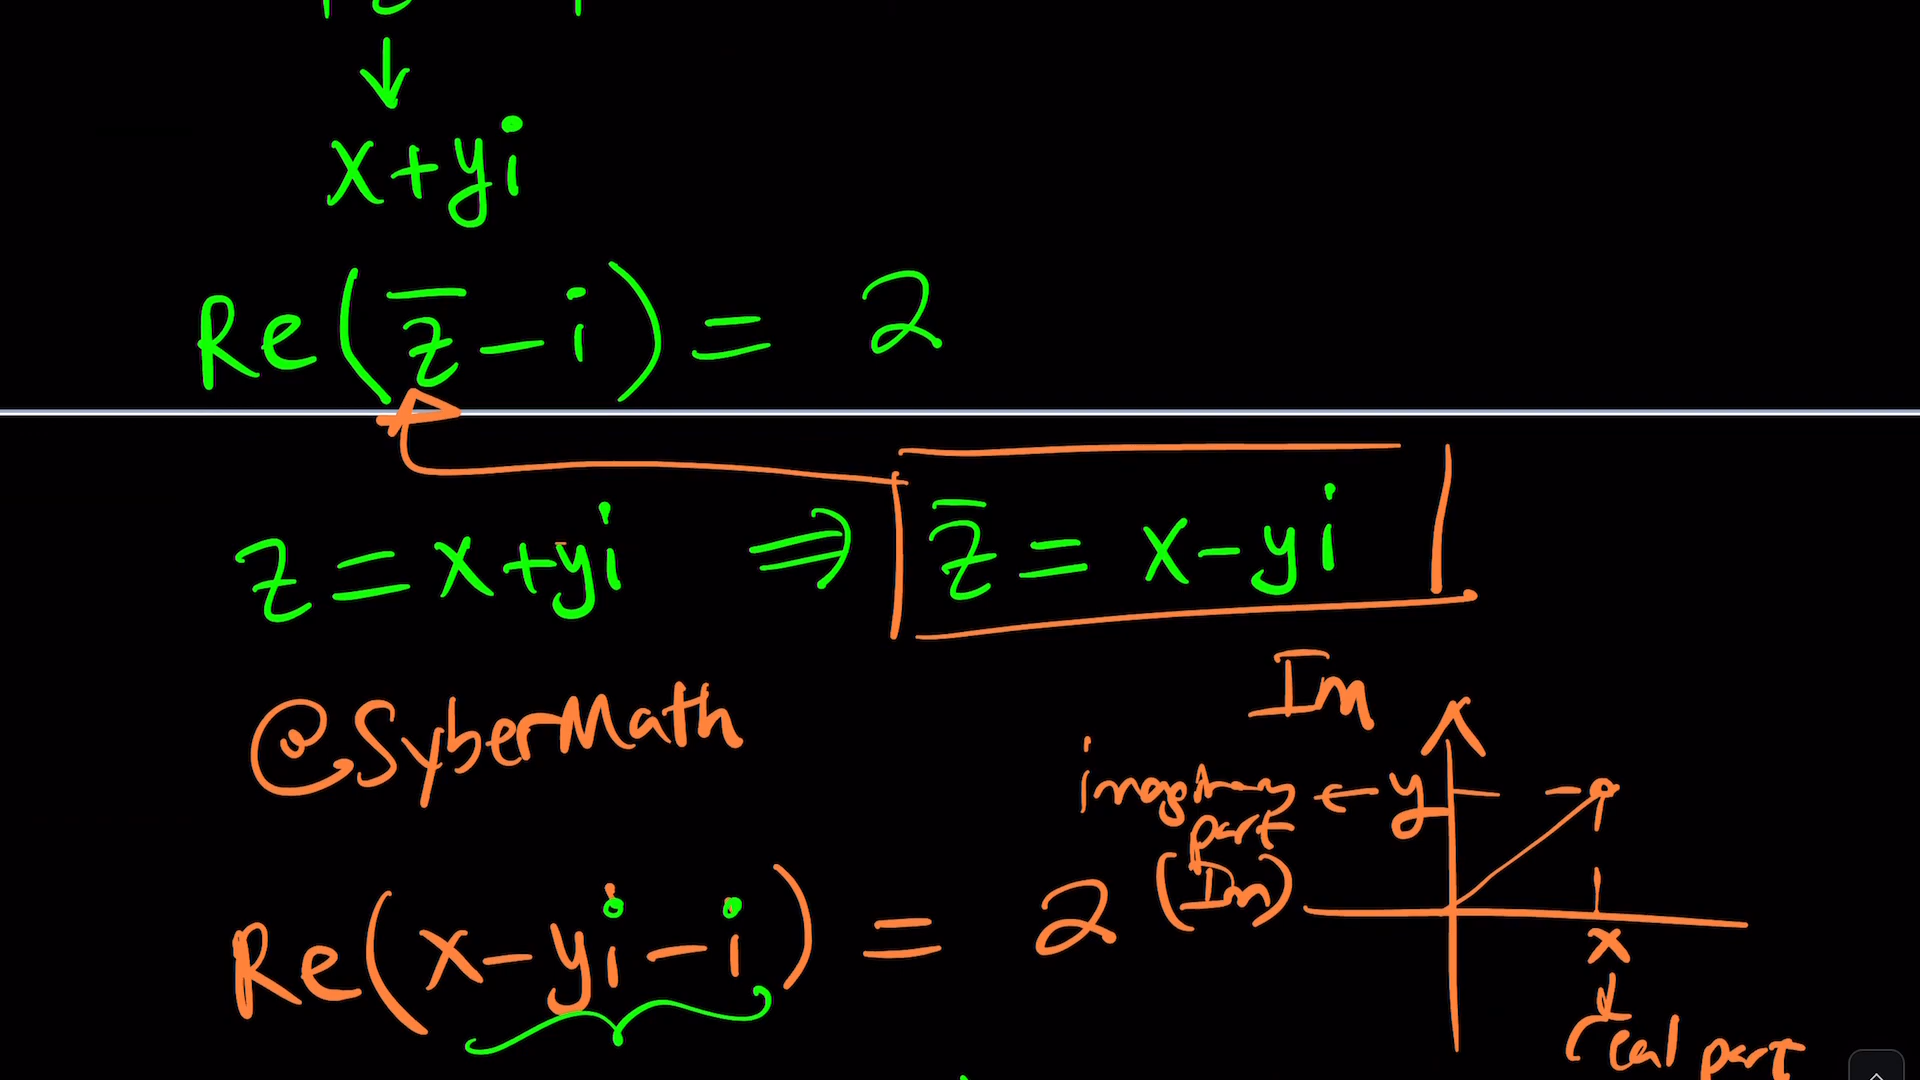 x+yi
Re(z̅-i) = 2
z = x+yi ⇒ z̅ = x-yi
@SyberMath
Im
imaginary ← y
part
(Im)
Re(x-yi-i) = 2
x
real part